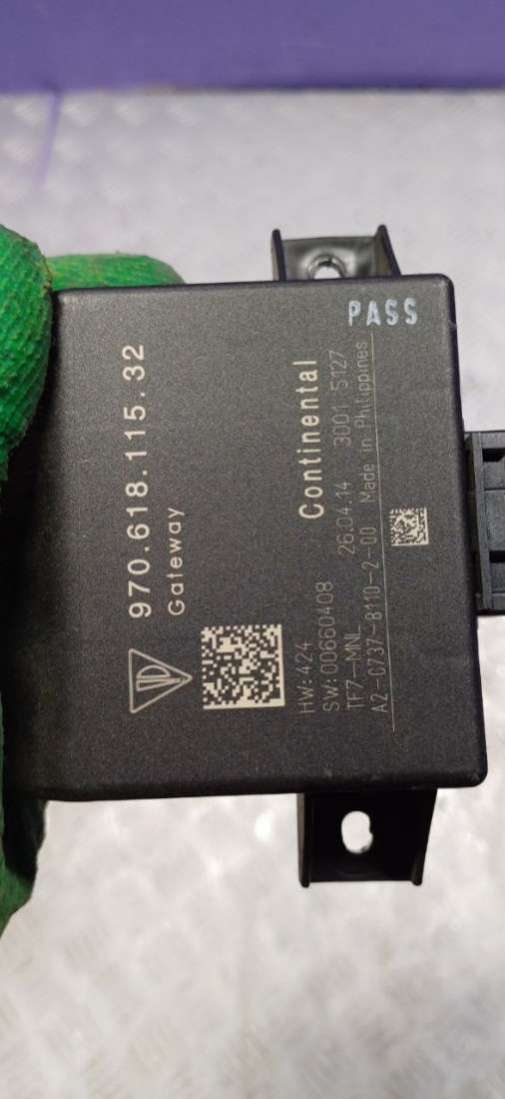 970.618.115.32
Gateway
PASS
Continental
HW:424
SW:00660408
26.04.14 3001 5127
TF7-MNL
A2-C737-8110-2-00 Made in Philippines